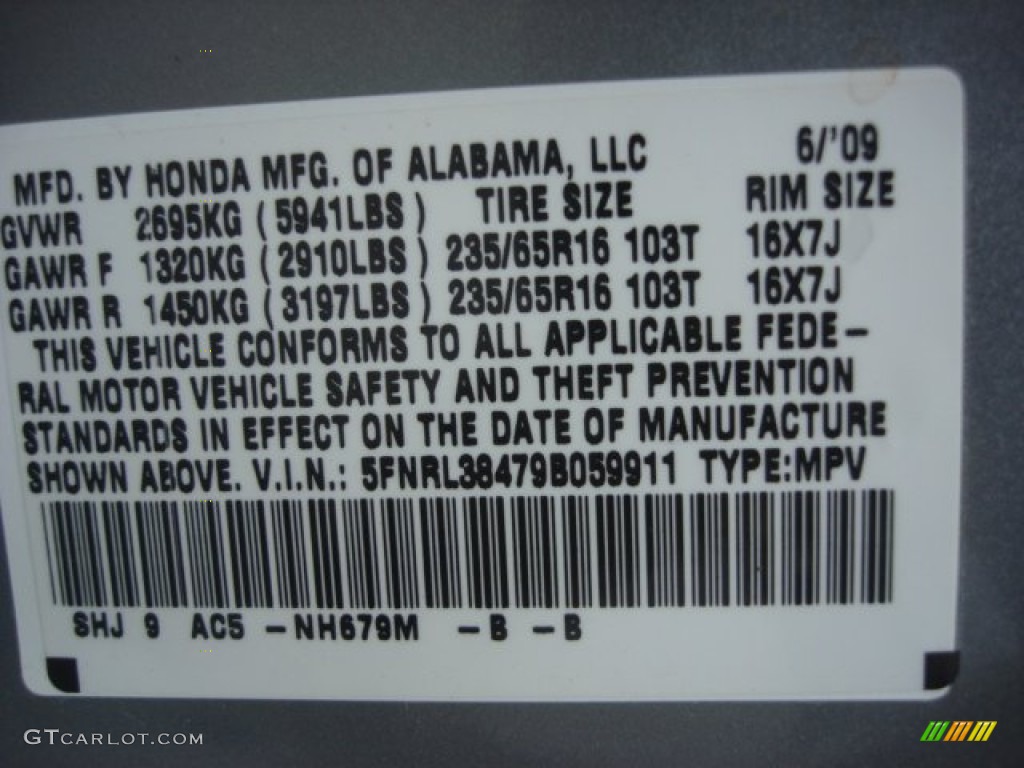 MFD. BY HONDA MFG. OF ALABAMA, LLC 6/'09
GVWR 2695KG ( 5941LBS ) TIRE SIZE RIM SIZE
GAWR F 1320KG ( 2910LBS ) 235/65R16 103T 16X7J
GAWR R 1450KG ( 3197LBS ) 235/65R16 103T 16X7J
THIS VEHICLE CONFORMS TO ALL APPLICABLE FEDE-
RAL MOTOR VEHICLE SAFETY AND THEFT PREVENTION
STANDARDS IN EFFECT ON THE DATE OF MANUFACTURE
SHOWN ABOVE. V.I.N.: 5FNRL38479B059911 TYPE:MPV
SHJ 9 AC5 -NH679M -B -B
GTCARLOT.COM